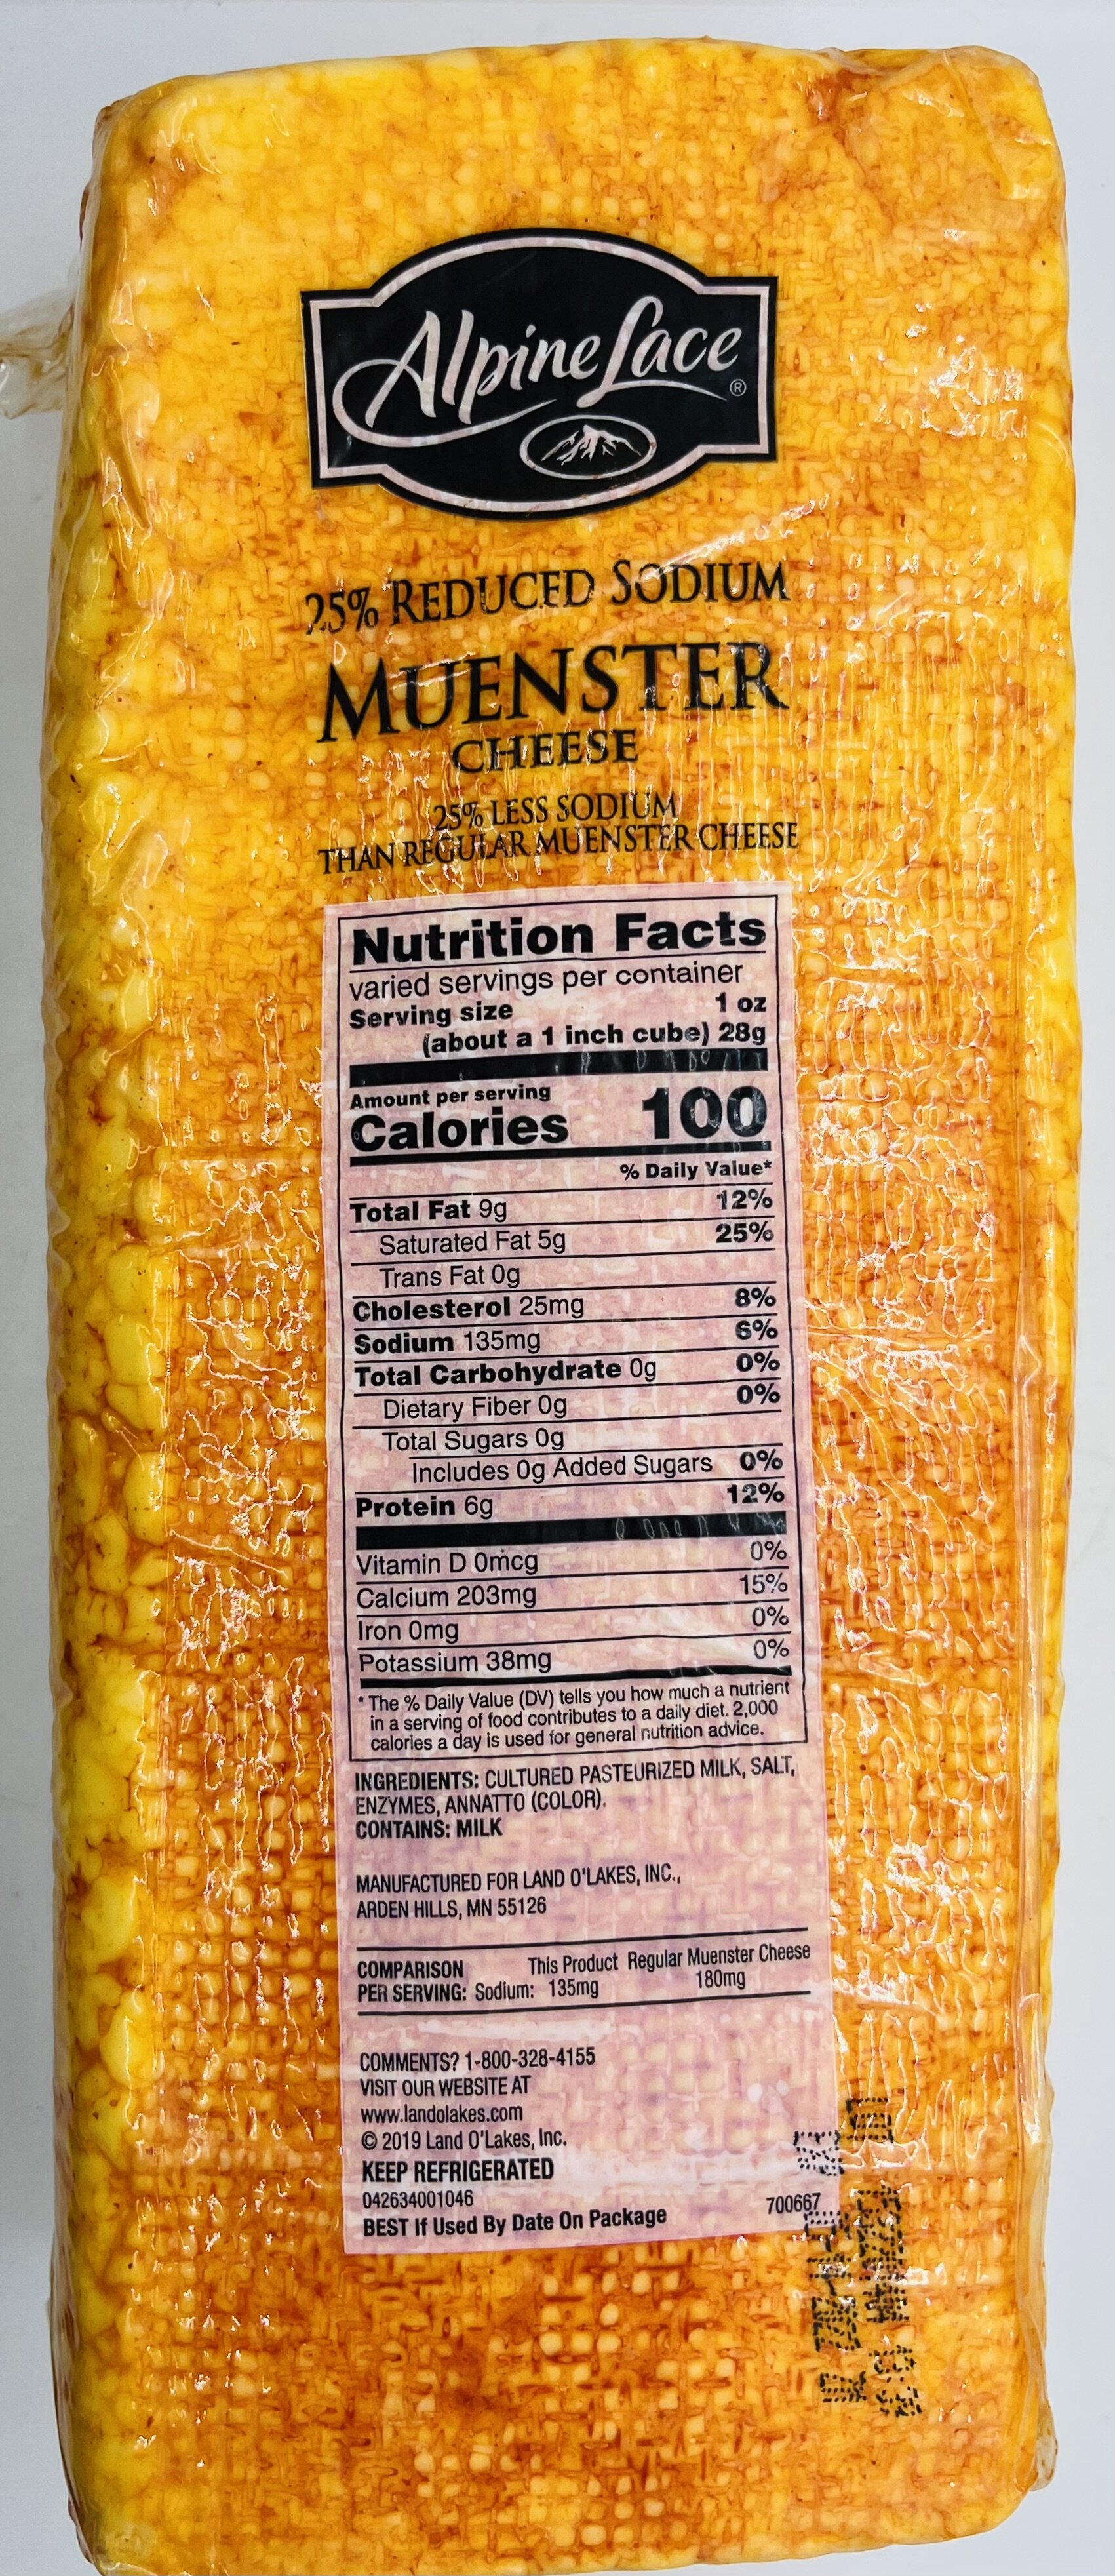 Alpine Lace ®
25% REDUCED SODIUM
MUENSTER
CHEESE
25% LESS SODIUM
THAN REGULAR MUENSTER CHEESE
Nutrition Facts
varied servings per container
Serving size 1 oz
(about a 1 inch cube) 28g
Amount per serving
Calories 100
% Daily Value*
Total Fat 9g 12%
Saturated Fat 5g 25%
Trans Fat 0g
Cholesterol 25mg 8%
Sodium 135mg 6%
Total Carbohydrate 0g 0%
Dietary Fiber 0g 0%
Total Sugars 0g
Includes 0g Added Sugars 0%
Protein 6g 12%
Vitamin D 0mcg 0%
Calcium 203mg 15%
Iron 0mg 0%
Potassium 38mg 0%
* The % Daily Value (DV) tells you how much a nutrient
in a serving of food contributes to a daily diet. 2,000
calories a day is used for general nutrition advice.
INGREDIENTS: CULTURED PASTEURIZED MILK, SALT,
ENZYMES, ANNATTO (COLOR).
CONTAINS: MILK
MANUFACTURED FOR LAND O'LAKES, INC.,
ARDEN HILLS, MN 55126
COMPARISON This Product Regular Muenster Cheese
PER SERVING: Sodium: 135mg 180mg
COMMENTS? 1-800-328-4155
VISIT OUR WEBSITE AT
www.landolakes.com
© 2019 Land O'Lakes, Inc.
KEEP REFRIGERATED
042634001046
BEST If Used By Date On Package 700667